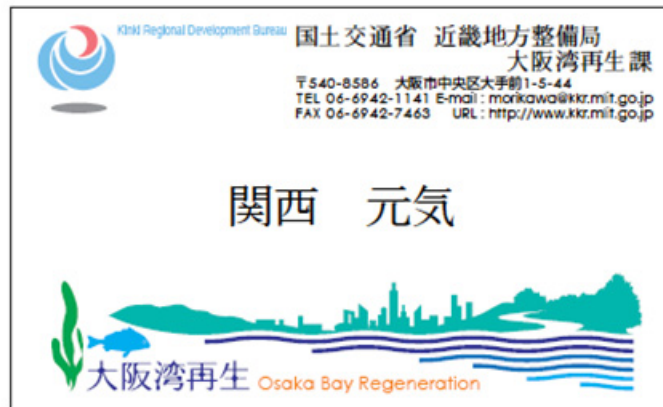 Kinki Regional Development Bureau
国土交通省 近畿地方整備局
大阪湾再生課
〒540-8586 大阪市中央区大手前1-5-44
TEL 06-6942-1141 E-mail : morikawa@kkr.mlit.go.jp
FAX 06-6942-7463 URL : http://www.kkr.mlit.go.jp
関西 元気
大阪湾再生 Osaka Bay Regeneration